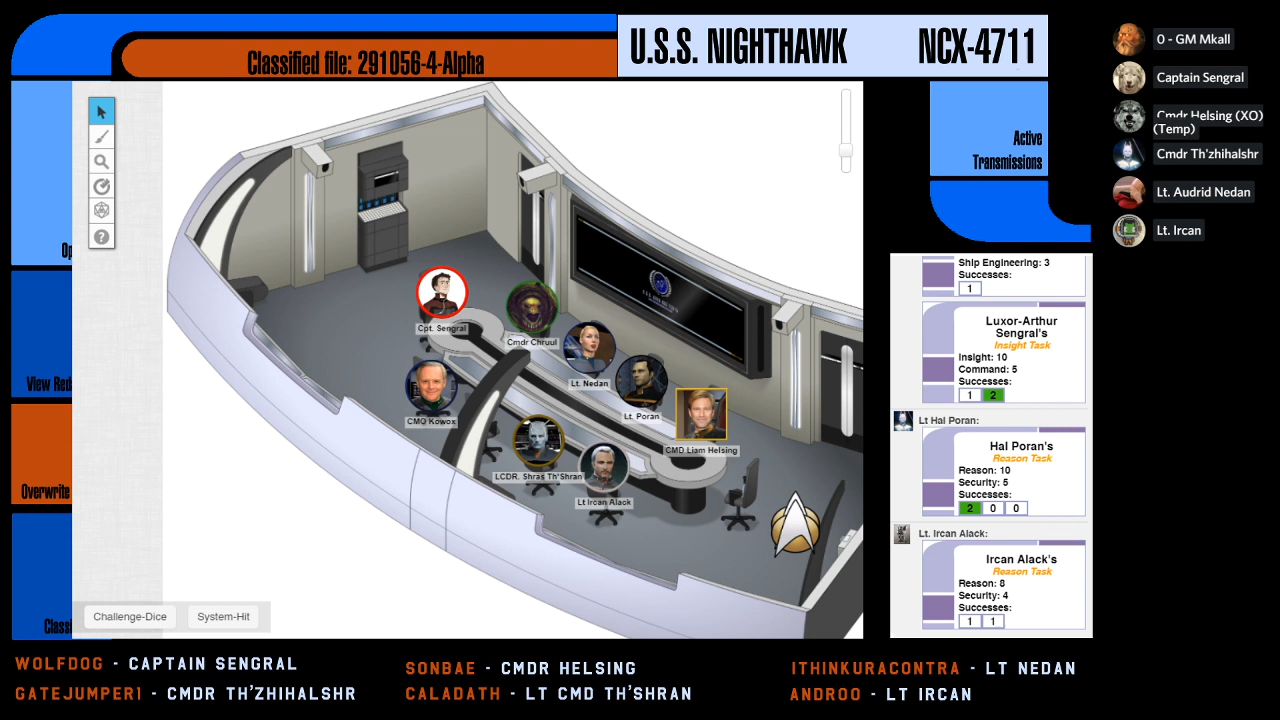 Classified file: 291056-4-Alpha
U.S.S. NIGHTHAWK NCX-4711
Active
Transmissions
0 - GM Mkall
Captain Sengral
Cmdr Helsing (XO)
(Temp)
Cmdr Th'zhihalshr
Lt. Audrid Nedan
Lt. Ircan
View Red
Overwrite
Classi
Cpt. Sengral
Cmdr Chruul
Lt. Nedan
Lt. Poran
CMO Kowox
CMD Liam Helsing
LCDR. Shras Th'Shran
Lt Ircan Alack
Challenge-Dice
System-Hit
Ship Engineering: 3
Successes:
1
Luxor-Arthur
Sengral's
Insight Task
Insight: 10
Command: 5
Successes:
1 2
Lt Hal Poran:
Hal Poran's
Reason Task
Reason: 10
Security: 5
Successes:
2 0 0
Lt. Ircan Alack:
Ircan Alack's
Reason Task
Reason: 8
Security: 4
Successes:
1 1
WOLFDOG - CAPTAIN SENGRAL
SONBAE - CMDR HELSING
ITHINKURACONTRA - LT NEDAN
GATEJUMPER1 - CMDR TH'ZHIHALSHR
CALADATH - LT CMD TH'SHRAN
ANDROO - LT IRCAN